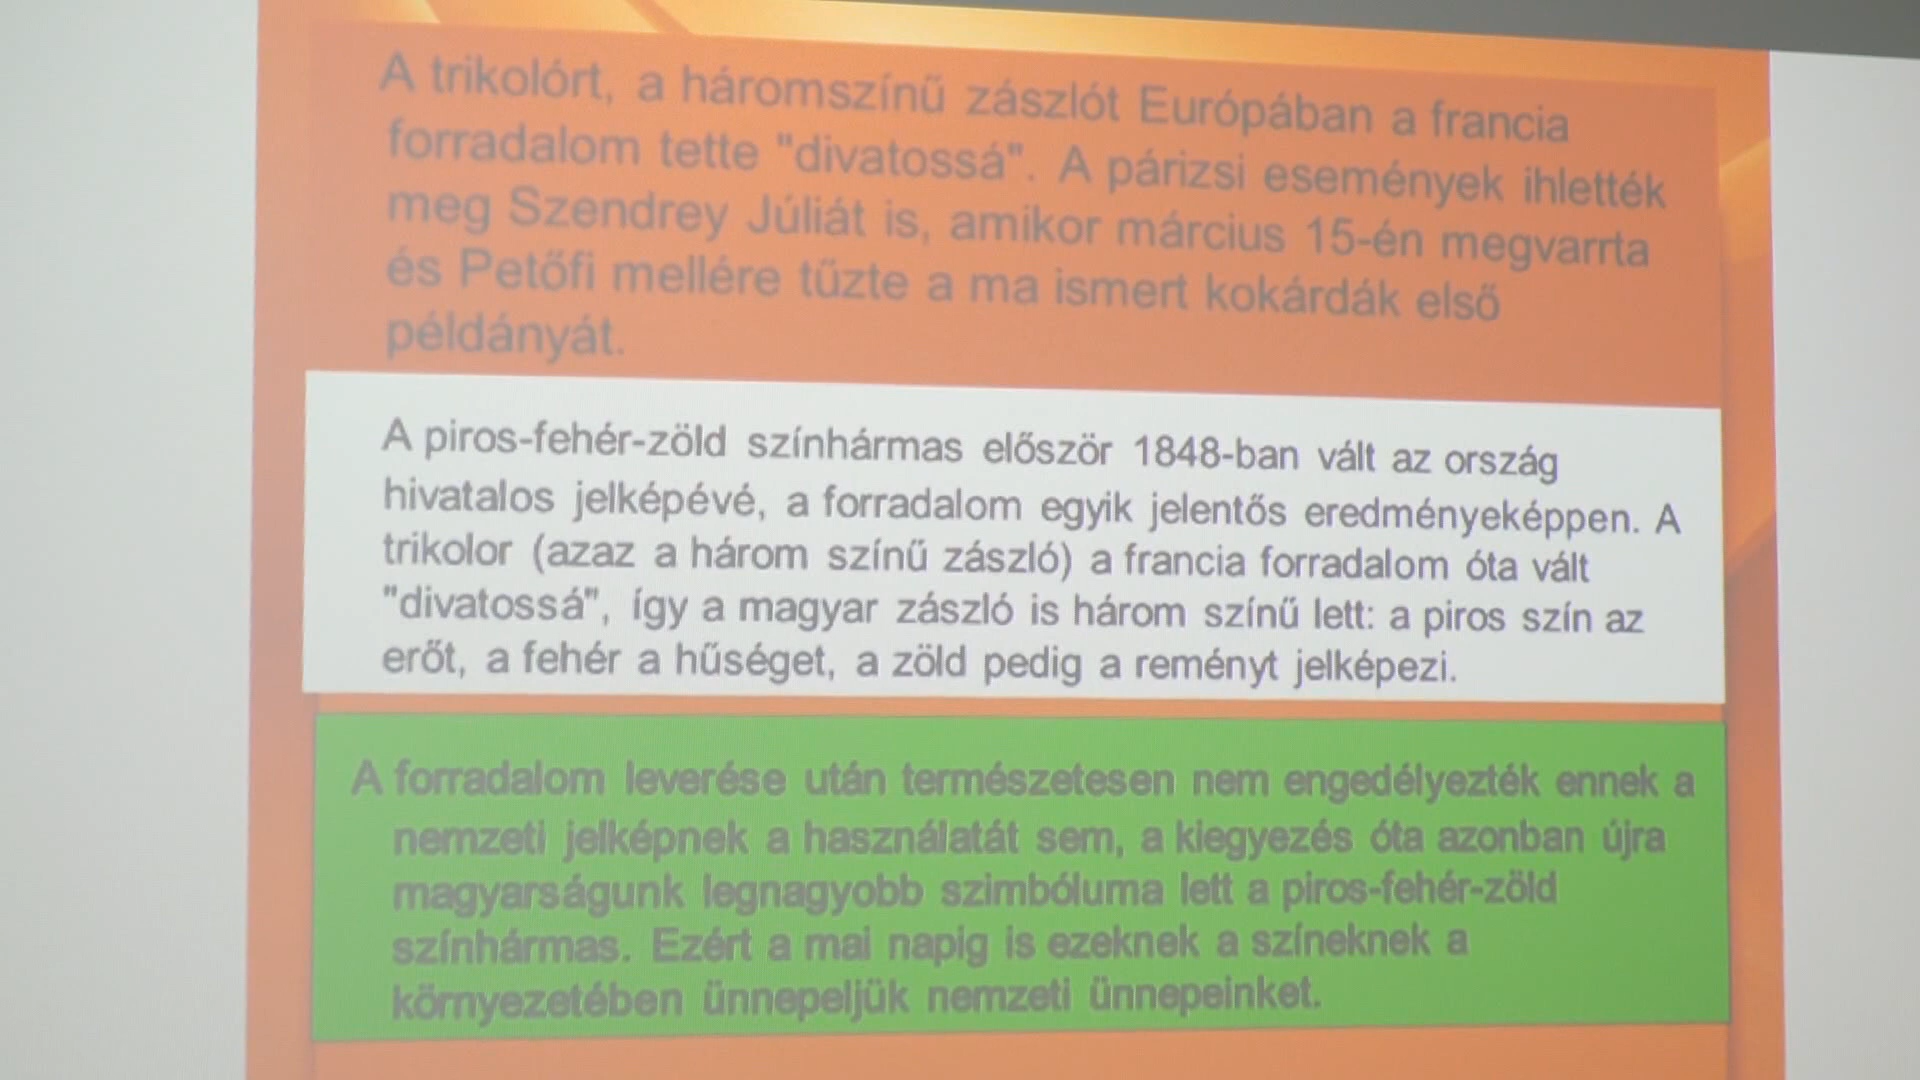 A trikolórt, a háromszínű zászlót Európában a francia
forradalom tette "divatossá". A párizsi események ihlették
meg Szendrey Júliát is, amikor március 15-én megvarrta
és Petőfi mellére tűzte a ma ismert kokárdák első
példányát.
A piros-fehér-zöld színhármas először 1848-ban vált az ország
hivatalos jelképévé, a forradalom egyik jelentős eredményeképpen. A
trikolor (azaz a három színű zászló) a francia forradalom óta vált
"divatossá", így a magyar zászló is három színű lett: a piros szín az
erőt, a fehér a hűséget, a zöld pedig a reményt jelképezi.
A forradalom leverése után természetesen nem engedélyezték ennek a
nemzeti jelképnek a használatát sem, a kiegyezés óta azonban újra
magyarságunk legnagyobb szimbóluma lett a piros-fehér-zöld
színhármas. Ezért a mai napig is ezeknek a színeknek a
környezetében ünnepeljük nemzeti ünnepeinket.